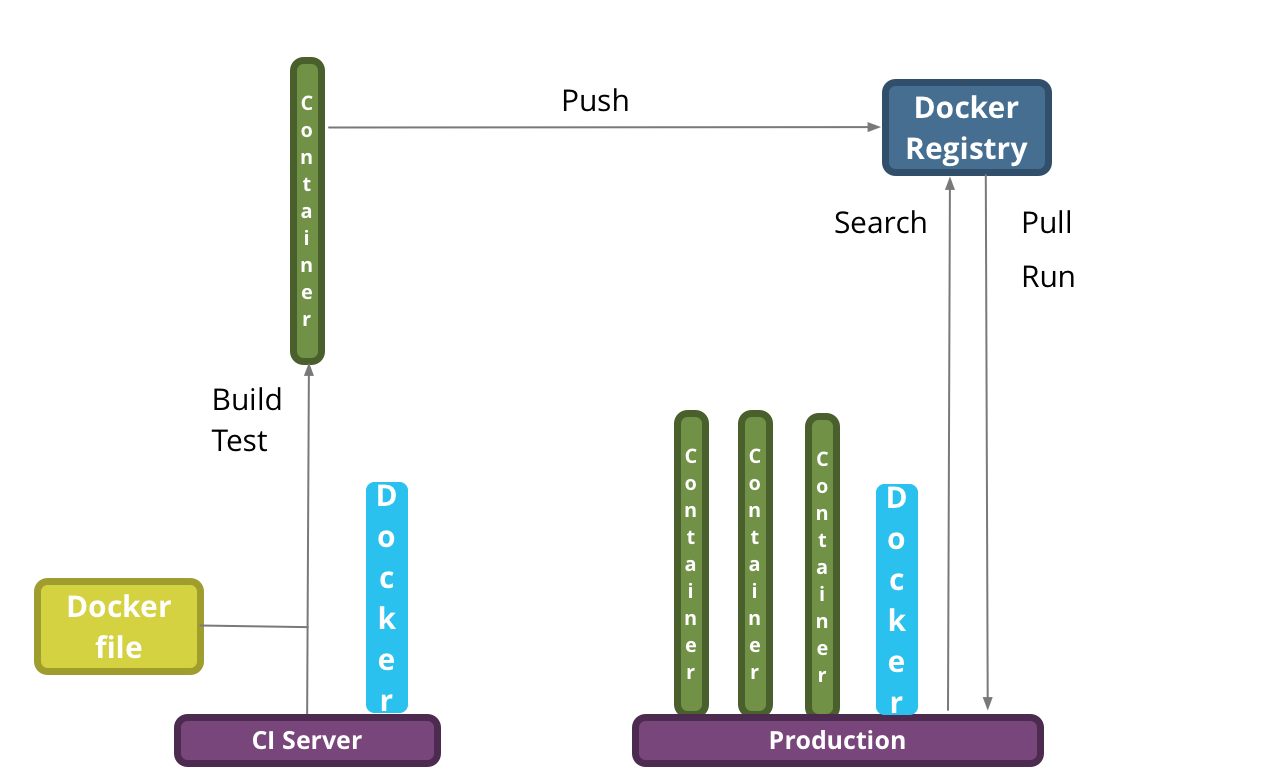 Container
Push
Docker
Registry
Search
Pull
Run
Build
Test
Container
Container
Container
Docker
Docker
Docker
file
CI Server
Production